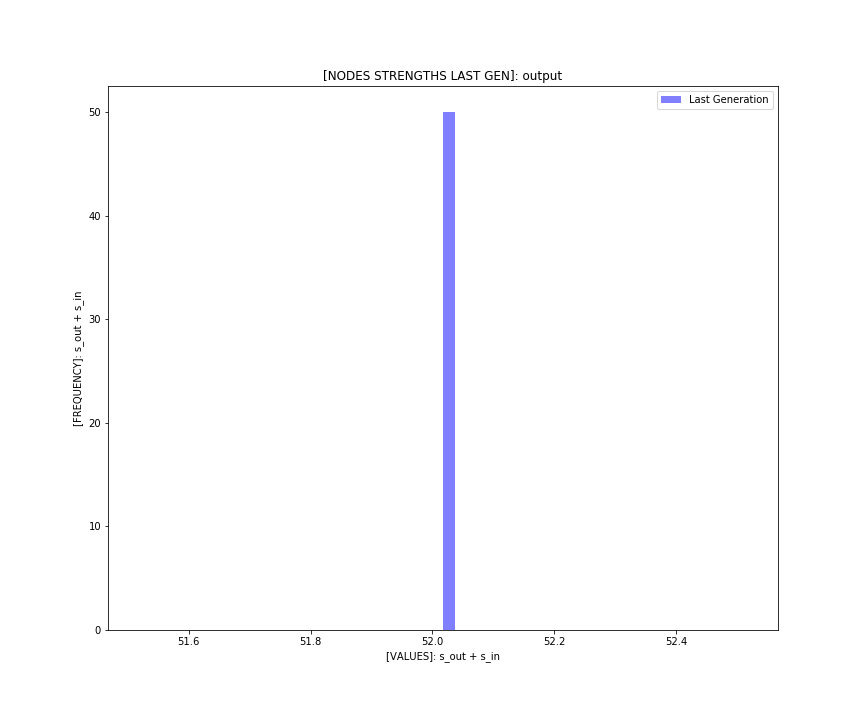 [NODES STRENGTHS LAST GEN]: output
Last Generation
50
40
30
20
10
0
[FREQUENCY]: s_out + s_in
51.6 51.8 52.0 52.2 52.4
[VALUES]: s_out + s_in